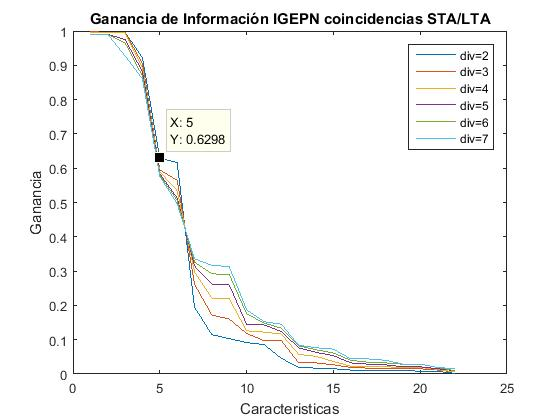 Ganancia de Información IGEPN coincidencias STA/LTA
1
0.9
0.8
0.7
0.6
0.5
0.4
0.3
0.2
0.1
0
Ganancia
X: 5
Y: 0.6298
div=2
div=3
div=4
div=5
div=6
div=7
0
5
10
15
20
25
Caracteristicas